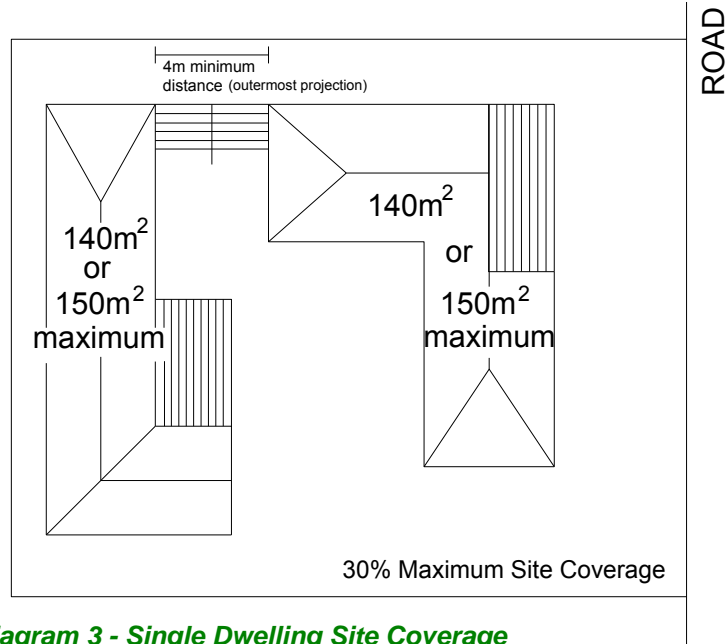 ROAD
4m minimum
distance (outermost projection)
140m²
or
150m²
maximum
140m²
or
150m²
maximum
30% Maximum Site Coverage
agram 3 - Single Dwelling Site Coverage